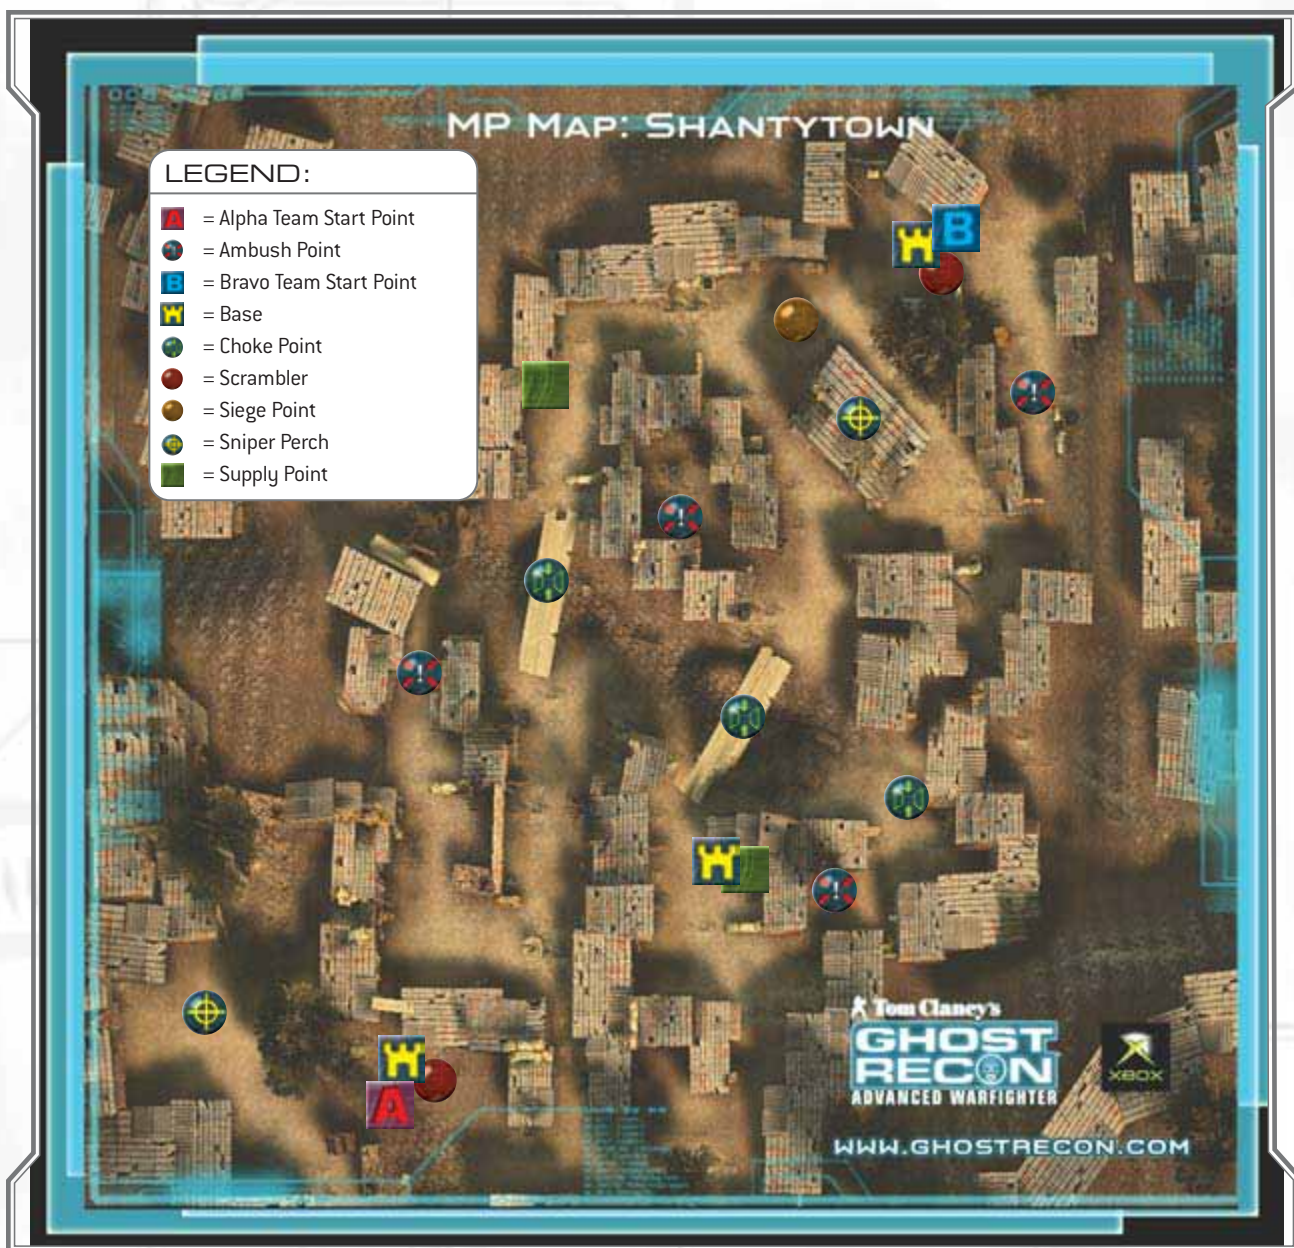 MP Map: Shantytown
LEGEND:
A = Alpha Team Start Point
= Ambush Point
B = Bravo Team Start Point
= Base
= Choke Point
= Scrambler
= Siege Point
= Sniper Perch
= Supply Point
B
A
Tom Clancy's
GHOST
RECON
ADVANCED WARFIGHTER
XBOX
WWW.GHOSTRECON.COM